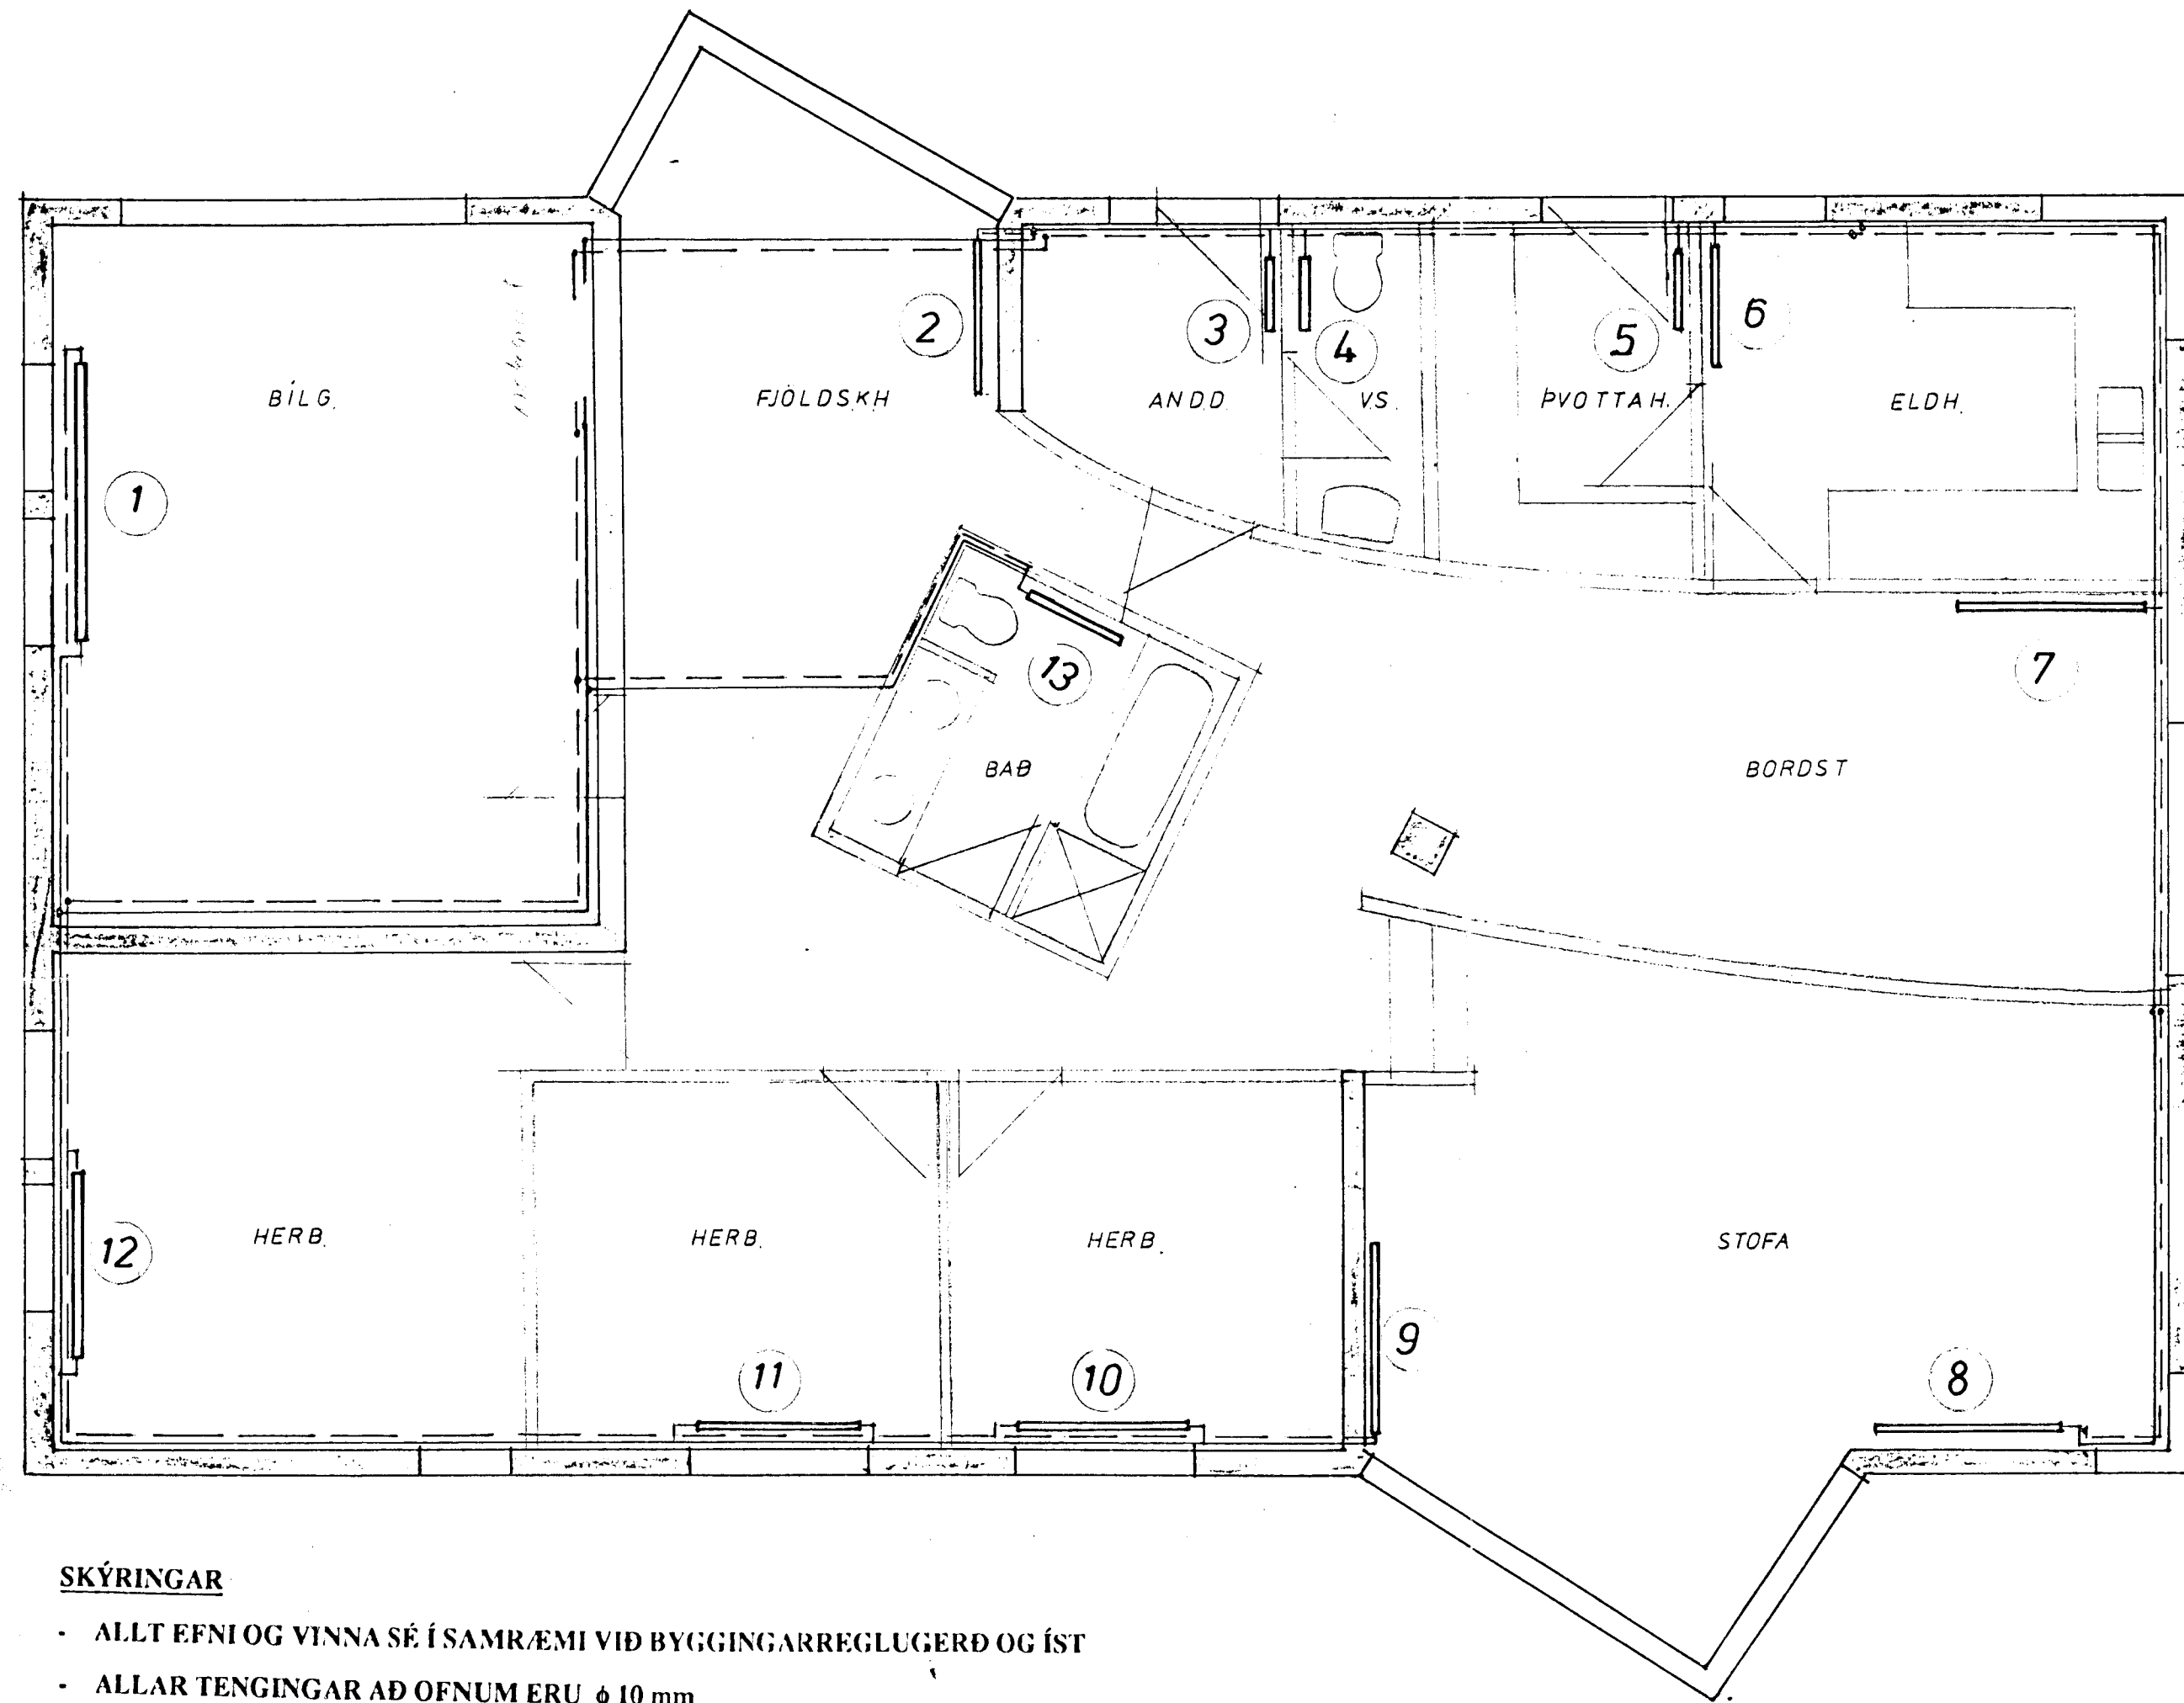 2
3
4
5
6
BÍLG.
FJÖLDSKH
ANDD
VS.
ÞVOTTAH.
ELDH.
1
13
7
BAÐ
BORDST
12
HERB.
HERB.
HERB.
STOFA
9
11
10
8
SKÝRINGAR
- ALLT EFNI OG VINNA SÉ Í SAMRÆMI VIÐ BYGGINGARREGLUGERÐ OG ÍST
- ALLAR TENGINGAR AÐ OFNUM ERU ϕ 10 mm